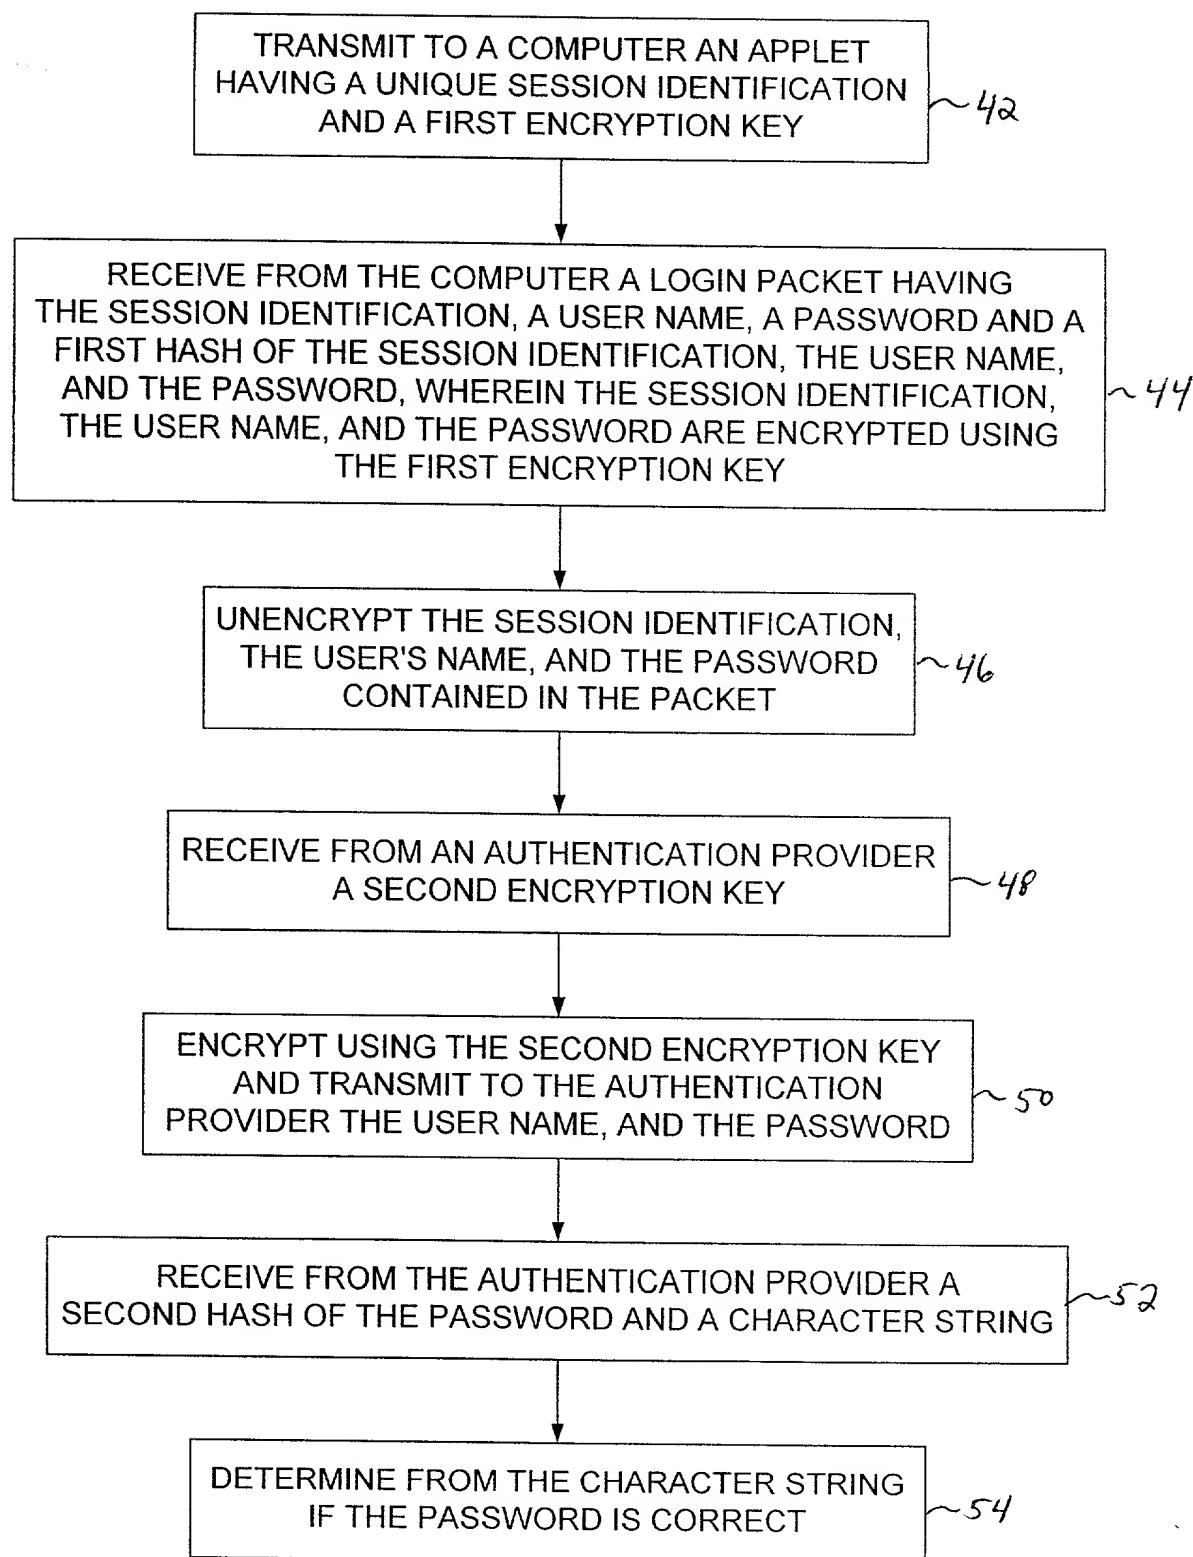 TRANSMIT TO A COMPUTER AN APPLET
HAVING A UNIQUE SESSION IDENTIFICATION
AND A FIRST ENCRYPTION KEY
42
RECEIVE FROM THE COMPUTER A LOGIN PACKET HAVING
THE SESSION IDENTIFICATION, A USER NAME, A PASSWORD AND A
FIRST HASH OF THE SESSION IDENTIFICATION, THE USER NAME,
AND THE PASSWORD, WHEREIN THE SESSION IDENTIFICATION,
THE USER NAME, AND THE PASSWORD ARE ENCRYPTED USING
THE FIRST ENCRYPTION KEY
44
UNENCRYPT THE SESSION IDENTIFICATION,
THE USER'S NAME, AND THE PASSWORD
CONTAINED IN THE PACKET
46
RECEIVE FROM AN AUTHENTICATION PROVIDER
A SECOND ENCRYPTION KEY
48
ENCRYPT USING THE SECOND ENCRYPTION KEY
AND TRANSMIT TO THE AUTHENTICATION
PROVIDER THE USER NAME, AND THE PASSWORD
50
RECEIVE FROM THE AUTHENTICATION PROVIDER A
SECOND HASH OF THE PASSWORD AND A CHARACTER STRING
52
DETERMINE FROM THE CHARACTER STRING
IF THE PASSWORD IS CORRECT
54